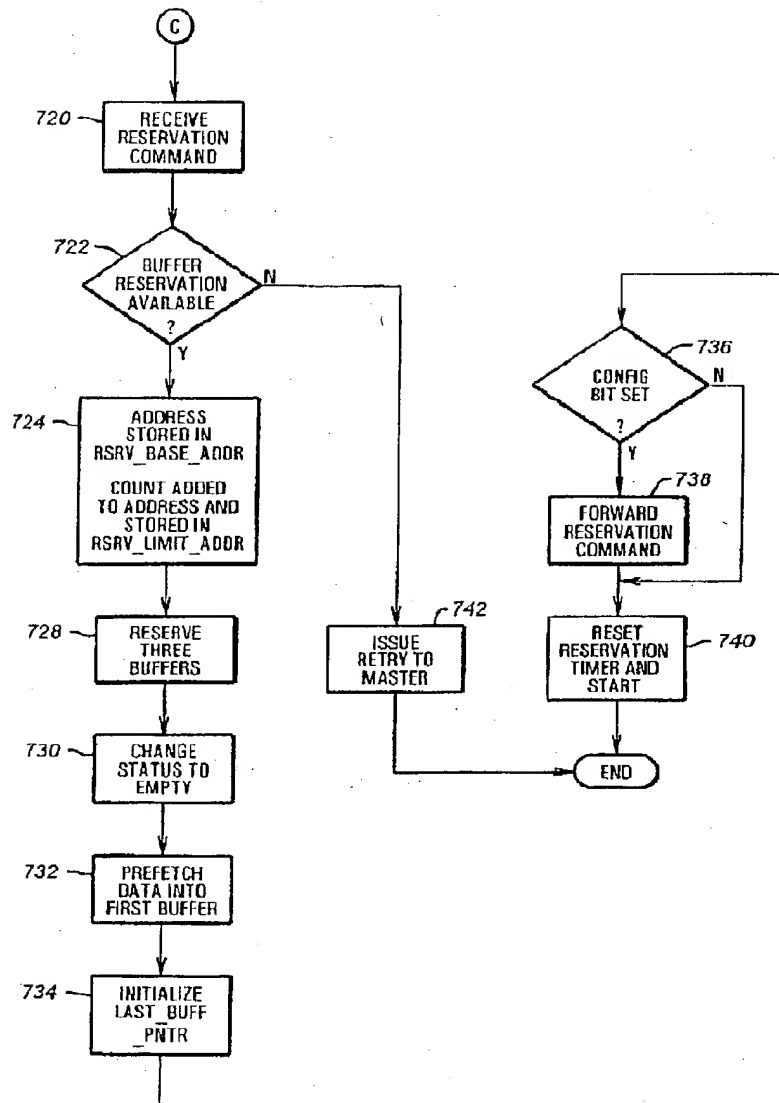 C
720
RECEIVE
RESERVATION
COMMAND
722
BUFFER
RESERVATION
AVAILABLE
?
N
Y
724
ADDRESS
STORED IN
RSRV_BASE_ADDR
COUNT ADDED
TO ADDRESS AND
STORED IN
RSRV_LIMIT_ADDR
728
RESERVE
THREE
BUFFERS
730
CHANGE
STATUS TO
EMPTY
732
PREFETCH
DATA INTO
FIRST BUFFER
734
INITIALIZE
LAST_BUFF
_PNTR
736
CONFIG
BIT SET
?
N
Y
738
FORWARD
RESERVATION
COMMAND
740
RESET
RESERVATION
TIMER AND
START
742
ISSUE
RETRY TO
MASTER
END